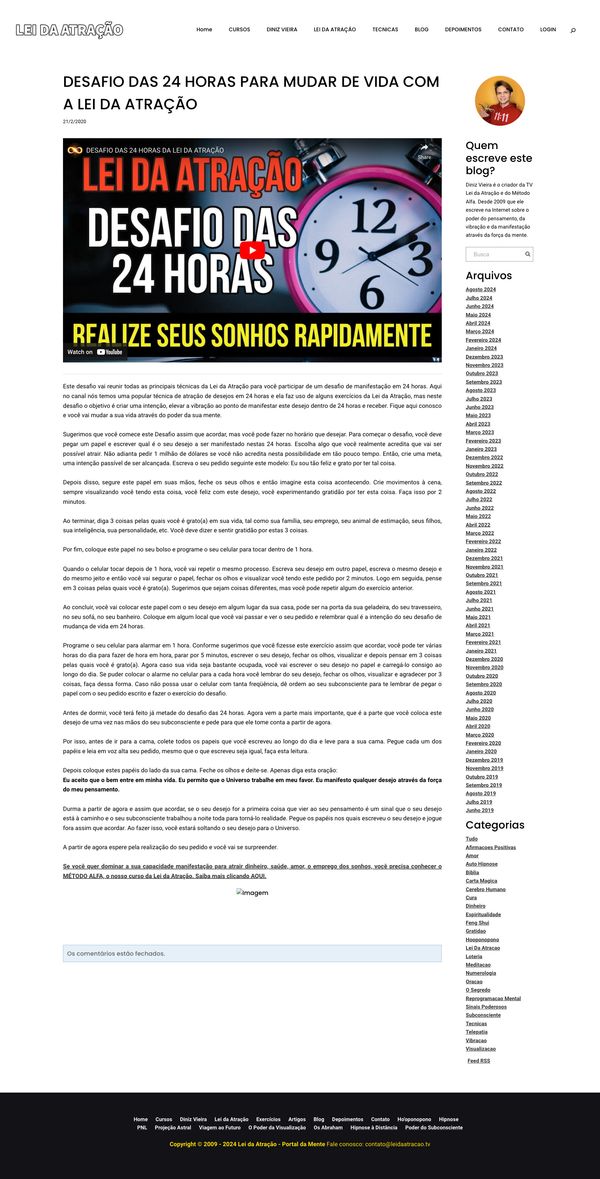 LEI DA ATRAÇÃO
Home CURSOS DINIZ VIEIRA LEI DA ATRAÇÃO TECNICAS BLOG DEPOIMENTOS CONTATO LOGIN
DESAFIO DAS 24 HORAS PARA MUDAR DE VIDA COM
A LEI DA ATRAÇÃO
21/2/2020
DESAFIO DAS 24 HORAS DA LEI DA ATRAÇÃO
Share
LEI DA ATRAÇÃO
DESAFIO DAS
24 HORAS
REALIZE SEUS SONHOS RAPIDAMENTE
12
1
2
3
4
5
6
Watch on YouTube
Este desafio vai reunir todas as principais técnicas da Lei da Atração para você participar de um desafio de manifestação em 24 horas. Aqui
no canal nós temos uma popular técnica de atração de desejos em 24 horas e ela faz uso de alguns exercícios da Lei da Atração, mas neste
desafio o objetivo é criar uma intenção, elevar a vibração ao ponto de manifestar este desejo dentro de 24 horas e receber. Fique aqui conosco
e você vai mudar a sua vida através do poder da sua mente.
Sugerimos que você comece este Desafio assim que acordar, mas você pode fazer no horário que desejar. Para começar o desafio, você deve
pegar um papel e escrever qual é o seu desejo a ser manifestado nestas 24 horas. Escolha algo que você realmente acredita que vai ser
possível atrair. Não adianta pedir 1 milhão de dólares se você não acredita nesta possibilidade em tão pouco tempo. Então, crie uma meta,
uma intenção passível de ser alcançada. Escreva o seu pedido seguinte este modelo: Eu sou tão feliz e grato por ter tal coisa.
Depois disso, segure este papel em suas mãos, feche os seus olhos e então imagine esta coisa acontecendo. Crie movimentos à cena,
sempre visualizando você tendo esta coisa, você feliz com este desejo, você experimentando gratidão por ter esta coisa. Faça isso por 2
minutos.
Ao terminar, diga 3 coisas pelas quais você é grato(a) em sua vida, tal como sua família, seu emprego, seu animal de estimação, seus filhos,
sua inteligência, sua personalidade, etc. Você deve dizer e sentir gratidão por estas 3 coisas.
Por fim, coloque este papel no seu bolso e programe o seu celular para tocar dentro de 1 hora.
Quando o celular tocar depois de 1 hora, você vai repetir o mesmo processo. Escreva seu desejo em outro papel, escreva o mesmo desejo e
do mesmo jeito e então você vai segurar o papel, fechar os olhos e visualizar você tendo este pedido por 2 minutos. Logo em seguida, pense
em 3 coisas pelas quais você é grato(a). Sugerimos que sejam coisas diferentes, mas você pode repetir algum do exercício anterior.
Ao concluir, você vai colocar este papel com o seu desejo em algum lugar da sua casa, pode ser na porta da sua geladeira, do seu travesseiro,
no seu sofá, no seu banheiro. Coloque em algum local que você vai passar e ver o seu pedido e relembrar qual é a intenção do seu desafio de
mudança de vida em 24 horas.
Programe o seu celular para alarmar em 1 hora. Conforme sugerimos que você fizesse este exercício assim que acordar, você pode ter várias
horas do dia para fazer de hora em hora, parar por 5 minutos, escrever o seu desejo, fechar os olhos, visualizar e depois pensar em 3 coisas
pelas quais você é grato(a). Agora caso sua vida seja bastante ocupada, você vai escrever o seu desejo no papel e carregá-lo consigo ao
longo do dia. Se puder colocar o alarme no celular para a cada hora você lembrar do seu desejo, fechar os olhos, visualizar e agradecer por 3
coisas, faça dessa forma. Caso não possa usar o celular com tanta freqüência, dê ordem ao seu subconsciente para te lembrar de pegar o
papel com o seu pedido escrito e fazer o exercício do desafio.
Antes de dormir, você terá feito já metade do desafio das 24 horas. Agora vem a parte mais importante, que é a parte que você coloca este
desejo de uma vez nas mãos do seu subconsciente e pede para que ele tome conta a partir de agora.
Por isso, antes de ir para a cama, colete todos os papeis que você escreveu ao longo do dia e leve para a sua cama. Pegue cada um dos
papéis e leia em voz alta seu pedido, mesmo que o que escreveu seja igual, faça esta leitura.
Depois coloque estes papéis do lado da sua cama. Feche os olhos e deite-se. Apenas diga esta oração:
Eu aceito que o bem entre em minha vida. Eu permito que o Universo trabalhe em meu favor. Eu manifesto qualquer desejo através da força
do meu pensamento.
Durma a partir de agora e assim que acordar, se o seu desejo for a primeira coisa que vier ao seu pensamento é um sinal que o seu desejo
está à caminho e o seu subconsciente trabalhou a noite toda para torná-lo realidade. Pegue os papéis nos quais escreveu o seu desejo e jogue
fora assim que acordar. Ao fazer isso, você estará soltando o seu desejo para o Universo.
A partir de agora espere pela realização do seu pedido e você vai se surpreender.
Se você quer dominar a sua capacidade manifestação para atrair dinheiro, saúde, amor, o emprego dos sonhos, você precisa conhecer o
MÉTODO ALFA, o nosso curso da Lei da Atração. Saiba mais clicando AQUI.
Imagem
Os comentários estão fechados.
11:11
Quem
escreve este
blog?
Diniz Vieira é o criador da TV
Lei da Atração e do Método
Alfa. Desde 2009 que ele
escreve na Internet sobre o
poder do pensamento, da
vibração e da manifestação
através da força da mente.
Busca
Arquivos
Agosto 2024
Julho 2024
Junho 2024
Maio 2024
Abril 2024
Março 2024
Fevereiro 2024
Janeiro 2024
Dezembro 2023
Novembro 2023
Outubro 2023
Setembro 2023
Agosto 2023
Julho 2023
Junho 2023
Maio 2023
Abril 2023
Março 2023
Fevereiro 2023
Janeiro 2023
Dezembro 2022
Novembro 2022
Outubro 2022
Setembro 2022
Agosto 2022
Julho 2022
Junho 2022
Maio 2022
Abril 2022
Março 2022
Fevereiro 2022
Janeiro 2022
Dezembro 2021
Novembro 2021
Outubro 2021
Setembro 2021
Agosto 2021
Julho 2021
Junho 2021
Maio 2021
Abril 2021
Março 2021
Fevereiro 2021
Janeiro 2021
Dezembro 2020
Novembro 2020
Outubro 2020
Setembro 2020
Agosto 2020
Julho 2020
Junho 2020
Maio 2020
Abril 2020
Março 2020
Fevereiro 2020
Janeiro 2020
Dezembro 2019
Novembro 2019
Outubro 2019
Setembro 2019
Agosto 2019
Julho 2019
Junho 2019
Categorias
Tudo
Afirmacoes Positivas
Amor
Auto Hipnose
Biblia
Carta Magica
Cerebro Humano
Cura
Dinheiro
Espiritualidade
Feng Shui
Gratidao
Hooponopono
Lei Da Atracao
Loteria
Meditacao
Numerologia
Oracao
O Segredo
Reprogramacao Mental
Sinais Poderosos
Subconsciente
Tecnicas
Telepatia
Vibracao
Visualizacao
Feed RSS
Home Cursos Diniz Vieira Lei da Atração Exercícios Artigos Blog Depoimentos Contato Ho'oponopono Hipnose
PNL Projeção Astral Viagem ao Futuro O Poder da Visualização Os Abraham Hipnose à Distância Poder do Subconsciente
Copyright © 2009 - 2024 Lei da Atração - Portal da Mente Fale conosco: contato@leidaatracao.tv